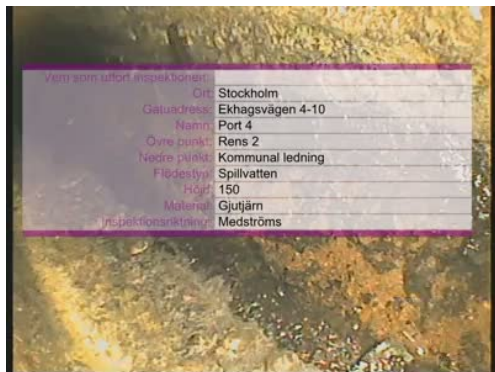 Vem som utfört inspektionen:
Ort: Stockholm
Gatuadress: Ekhagsvägen 4-10
Namn: Port 4
Övre punkt: Rens 2
Nedre punkt: Kommunal ledning
Flödestyp: Spillvatten
Höjd: 150
Material: Gjutjärn
Inspektionsriktning: Medströms